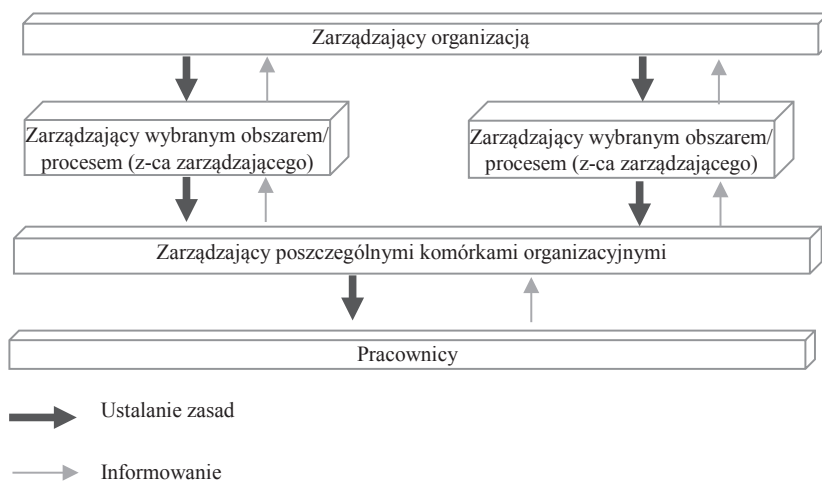 Zarządzający organizacją
Zarządzający wybranym obszarem/
procesem (z-ca zarządzającego)
Zarządzający wybranym obszarem/
procesem (z-ca zarządzającego)
Zarządzający poszczególnymi komórkami organizacyjnymi
Pracownicy
Ustalanie zasad
Informowanie